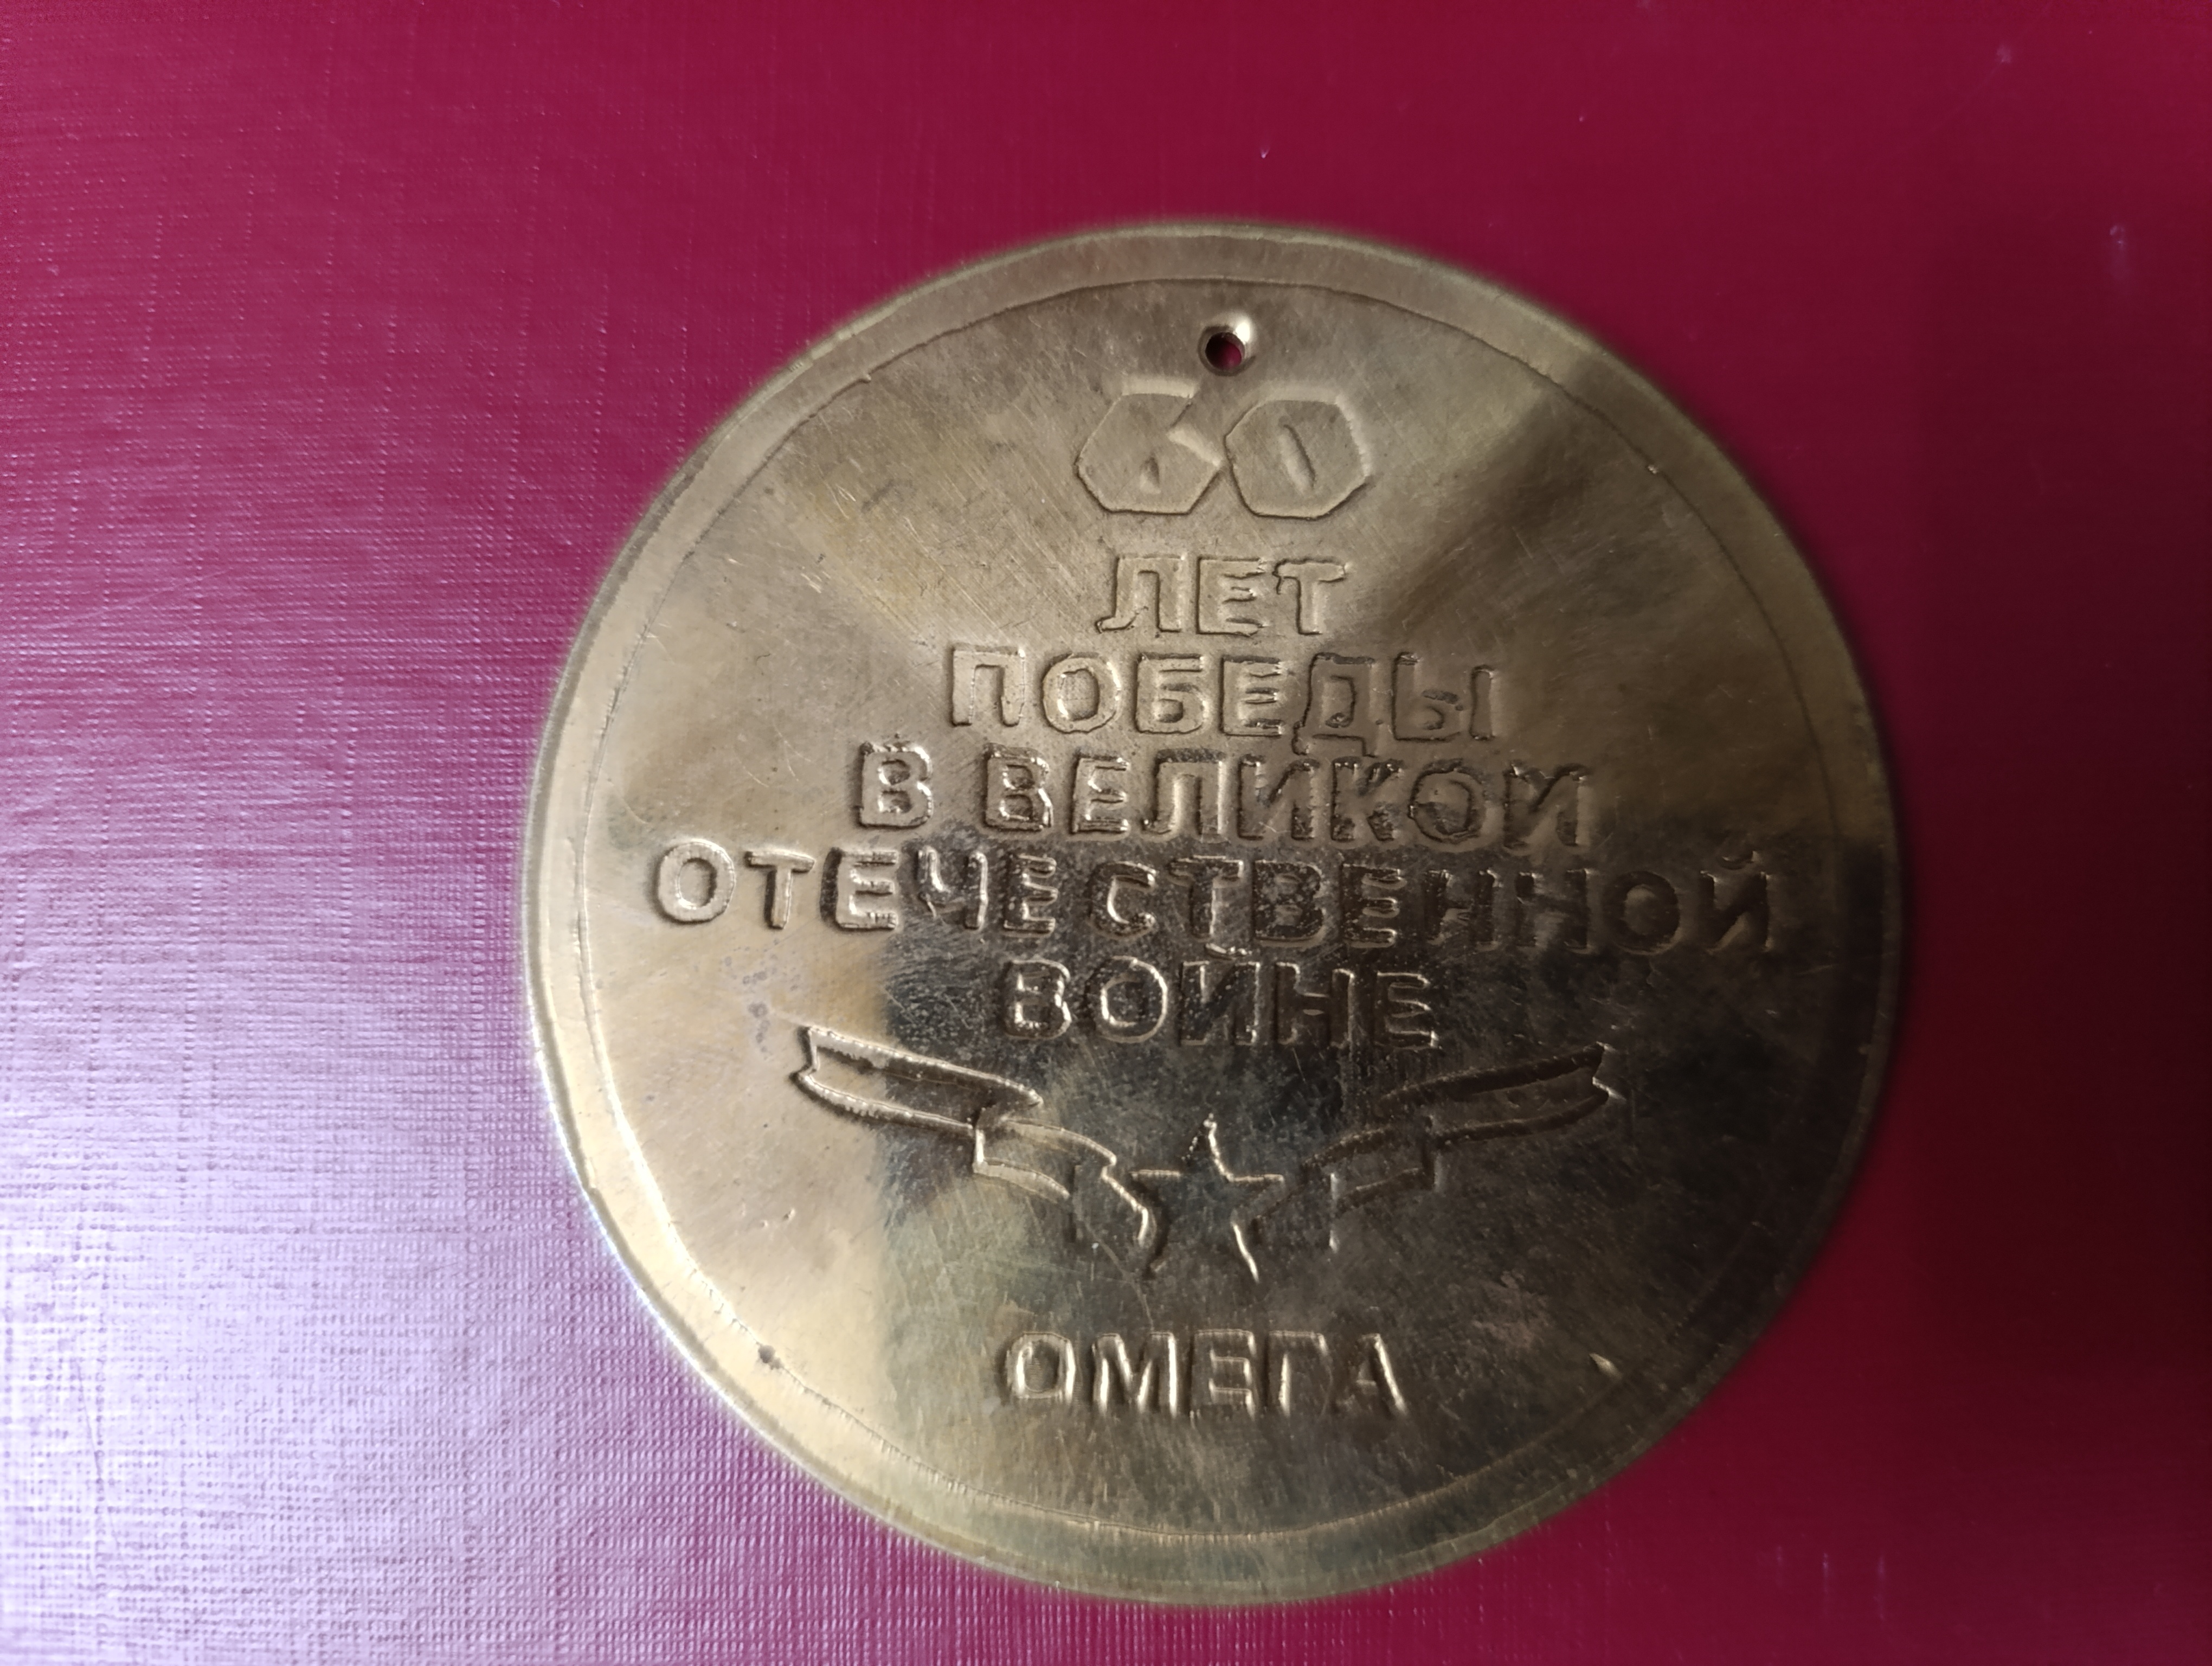 60
ЛЕТ
ПОБЕДЫ
В ВЕЛИКОЙ
ОТЕЧЕСТВЕННОЙ
ВОЙНЕ
ОМЕГА